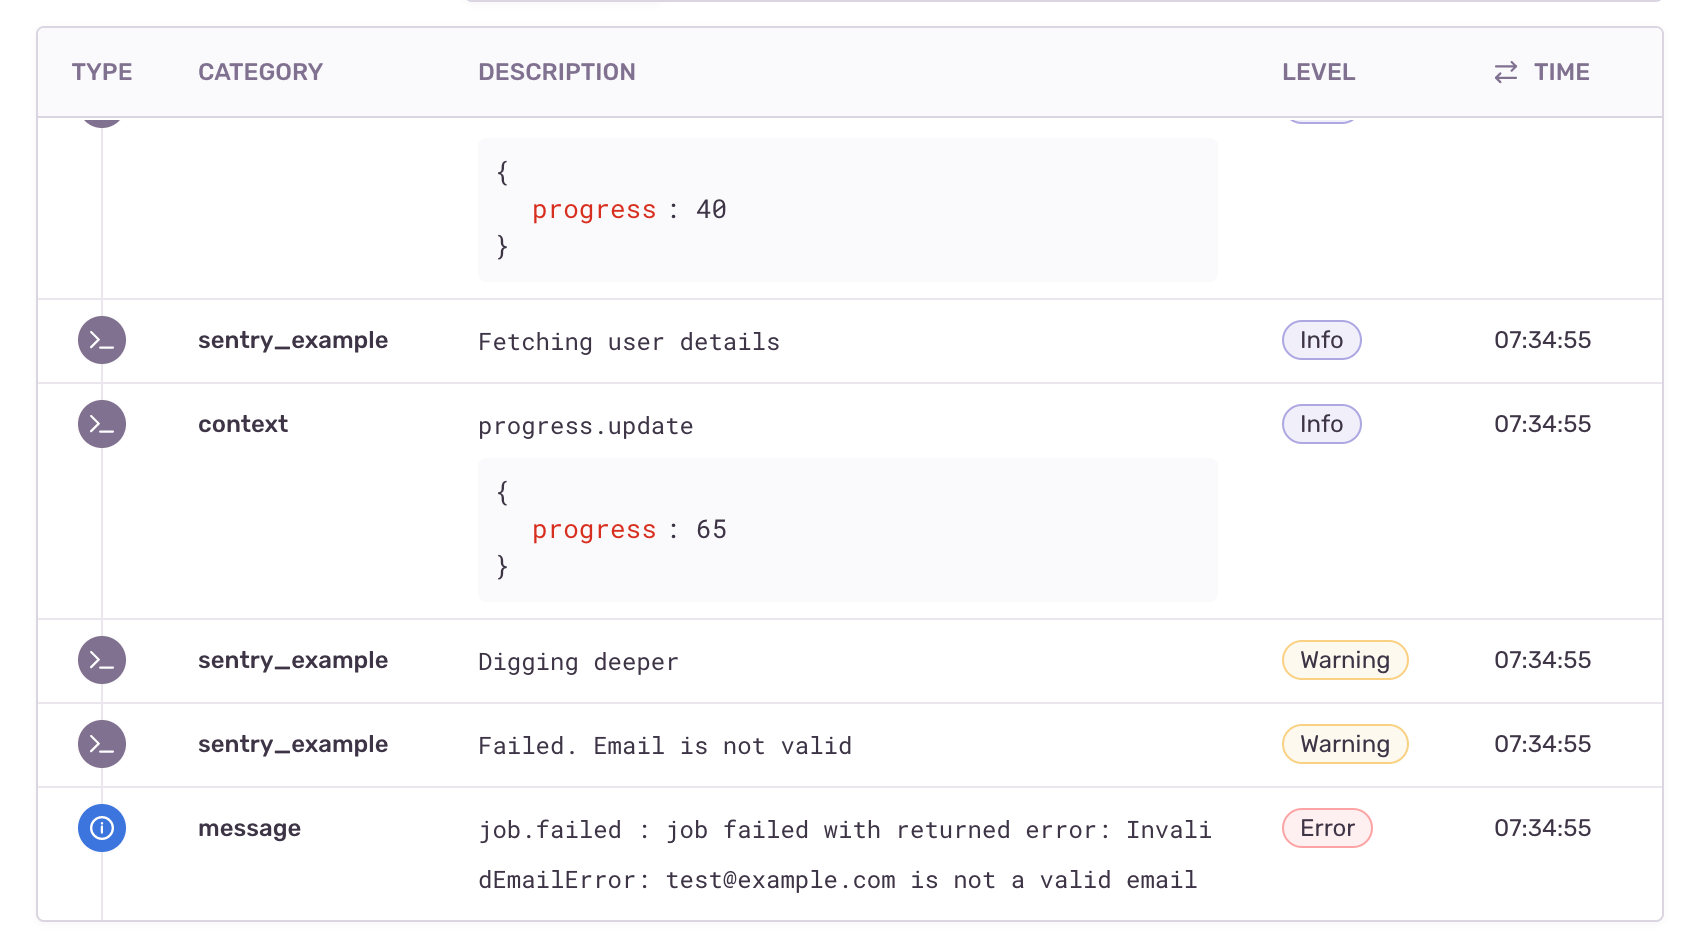 TYPE CATEGORY DESCRIPTION LEVEL TIME
{
progress : 40
}
sentry_example Fetching user details Info 07:34:55
context progress.update Info 07:34:55
{
progress : 65
}
sentry_example Digging deeper Warning 07:34:55
sentry_example Failed. Email is not valid Warning 07:34:55
message job.failed : job failed with returned error: Invali Error 07:34:55
dEmailError: test@example.com is not a valid email